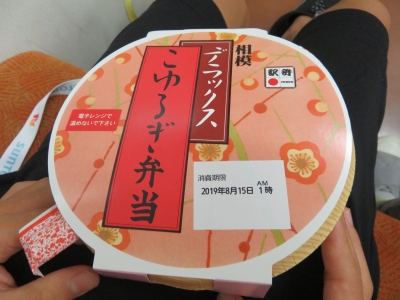 相模
デラックス
こゆるぎ弁当
駅弁
電子レンジで
温めないで下さい
消費期限
2019年8月15日 AM 1時
SUNTO